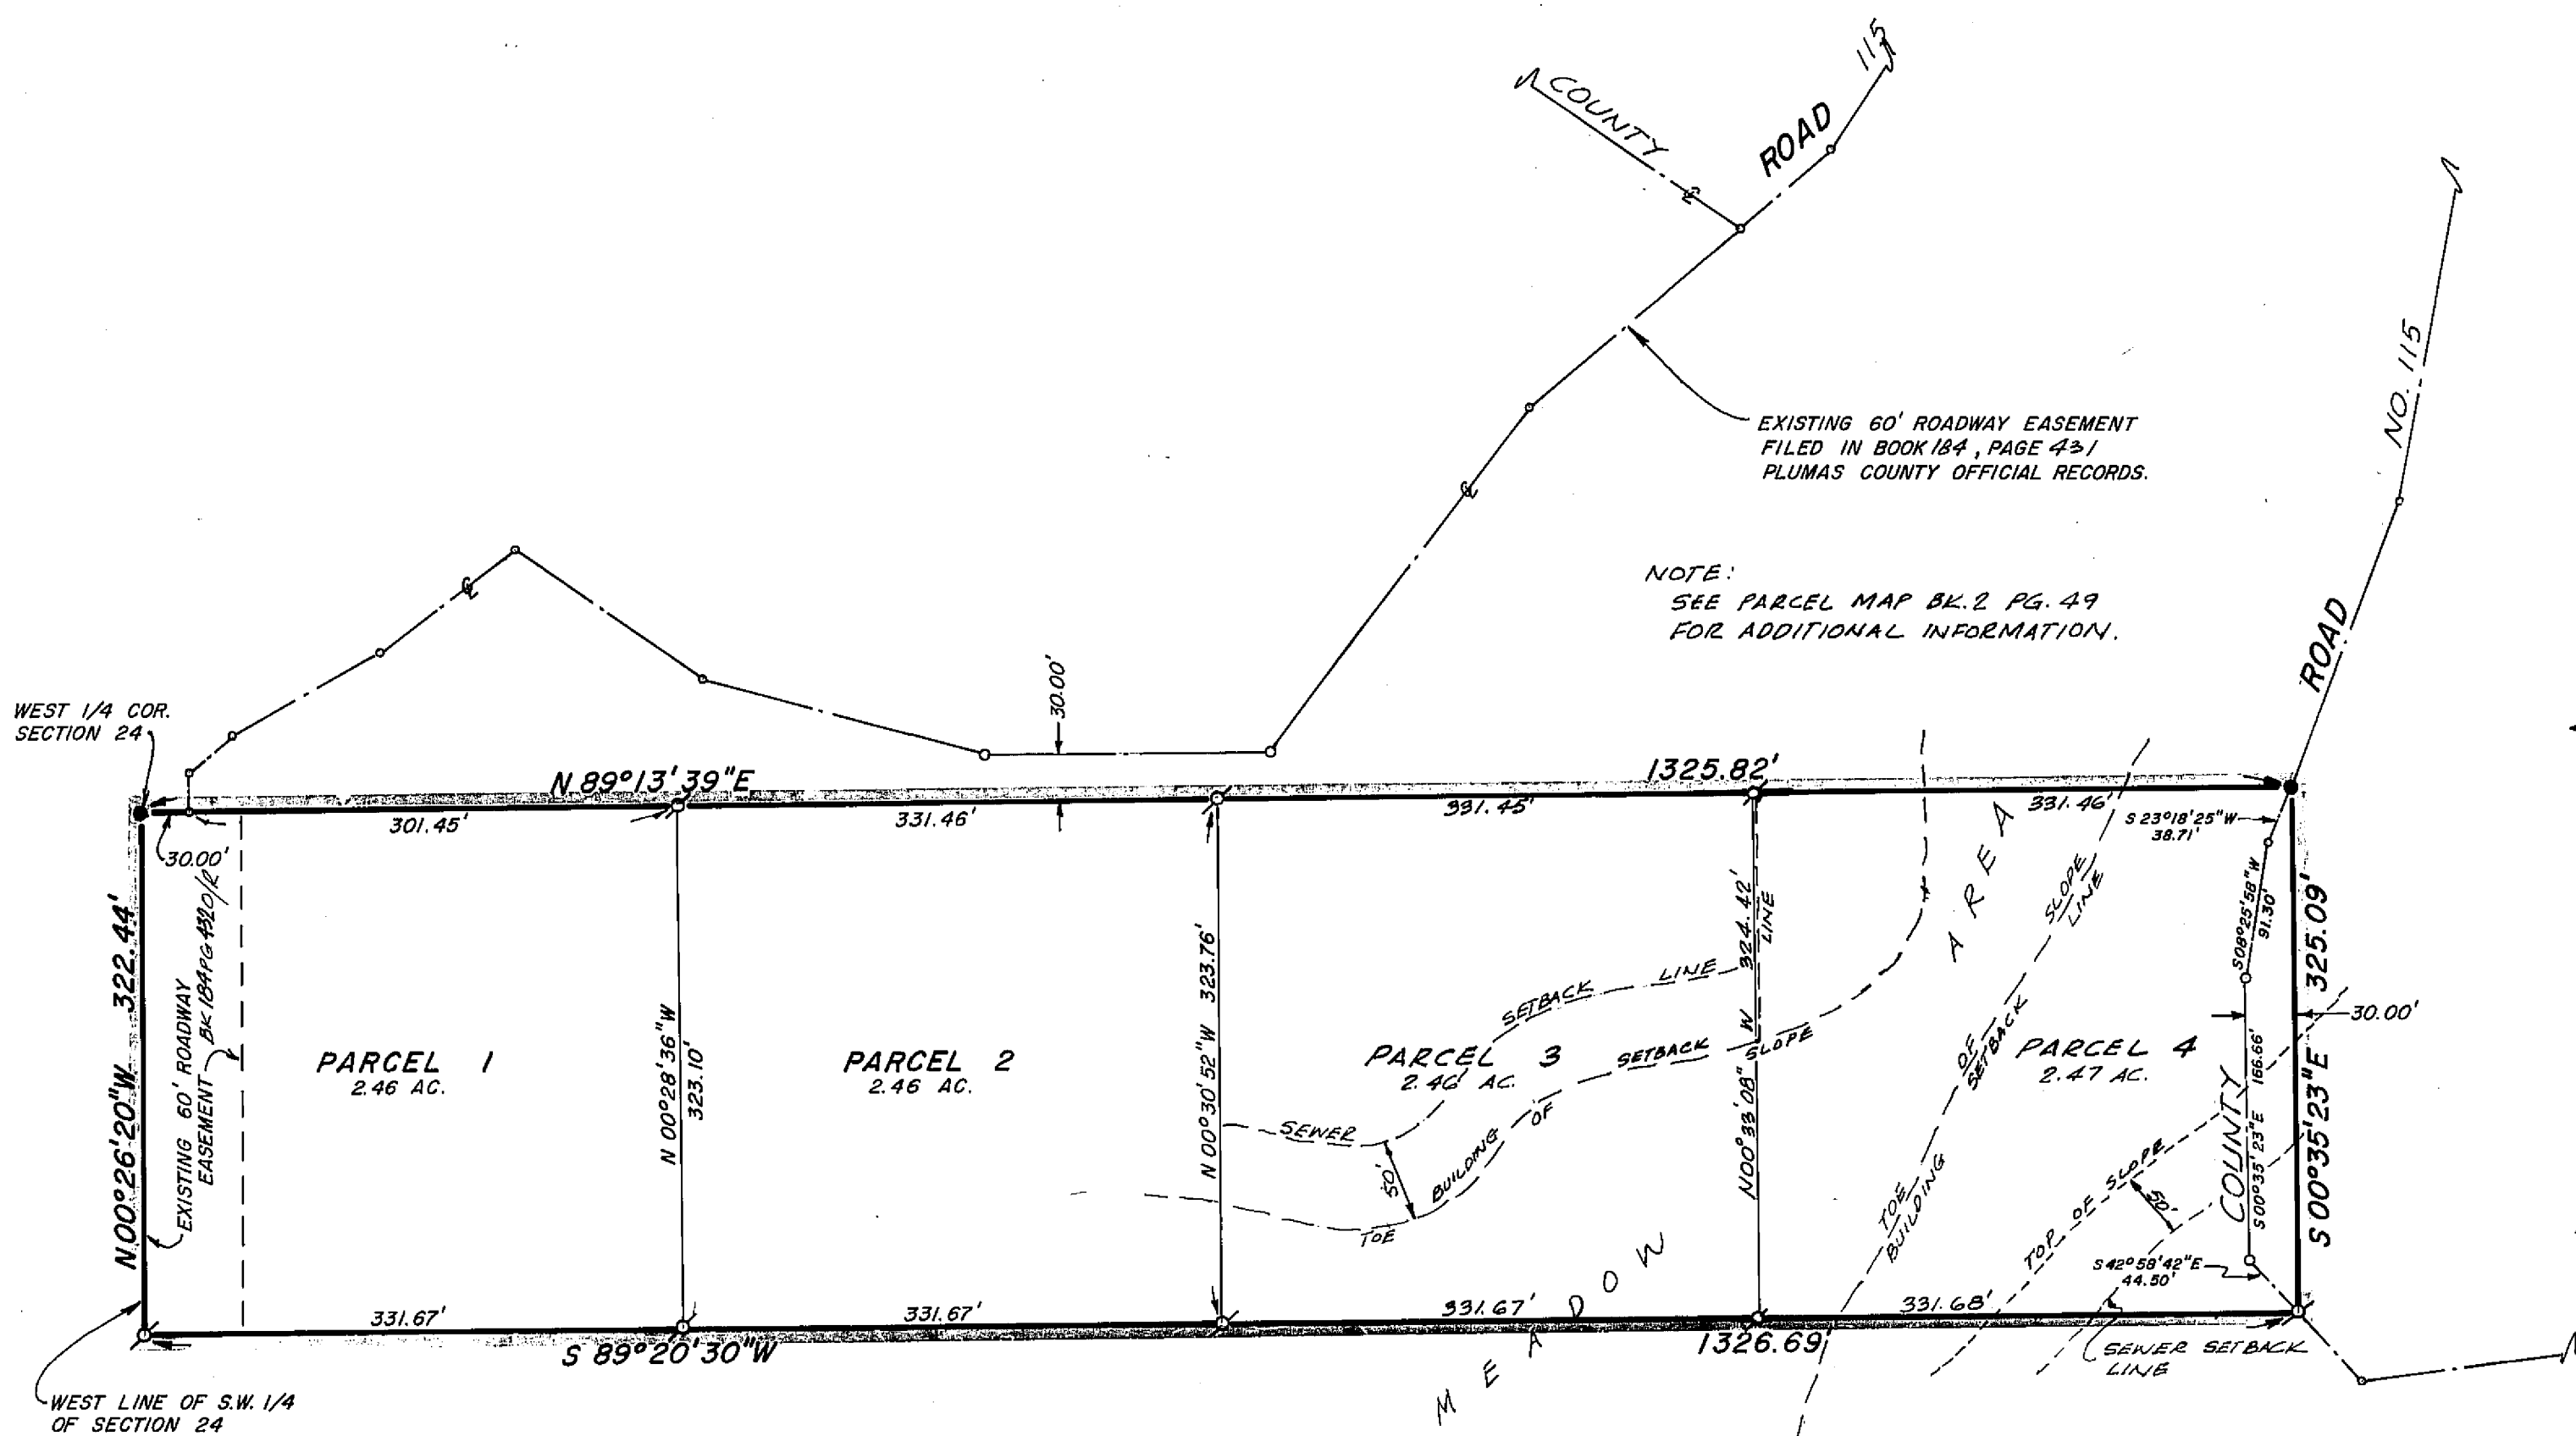 COUNTY
ROAD
115
EXISTING 60' ROADWAY EASEMENT
FILED IN BOOK 184, PAGE 431
PLUMAS COUNTY OFFICIAL RECORDS.
NO. 115
ROAD
NOTE:
SEE PARCEL MAP BK.2 PG. 49
FOR ADDITIONAL INFORMATION.
WEST 1/4 COR.
SECTION 24
30.00'
N 89°13'39"E
1325.82'
301.45'
331.46'
331.45'
331.46'
30.00'
S 23°18'25"W
38.71'
N00°26'20"W 322.44'
EXISTING 60' ROADWAY
EASEMENT BK 184 PG 432 O/R
PARCEL 1
2.46 AC.
N 00°28'36"W
323.10'
PARCEL 2
2.46 AC.
N 00°30'52"W 323.76'
PARCEL 3
2.46' AC.
SEWER SETBACK LINE
50'
BUILDING SETBACK LINE
TOE OF SLOPE
N00°33'08"W 324.42'
MEADOW AREA
TOE OF SLOPE
BUILDING SETBACK LINE
PARCEL 4
2.47 AC.
TOP OF SLOPE
50'
S08°25'58"W
91.30'
COUNTY
S00°35'23"E 166.66'
30.00'
S 00°35'23"E 325.09'
S42°58'42"E
44.50'
331.67'
331.67'
331.67'
331.68'
S 89°20'30"W
1326.69'
SEWER SETBACK
LINE
WEST LINE OF S.W. 1/4
OF SECTION 24